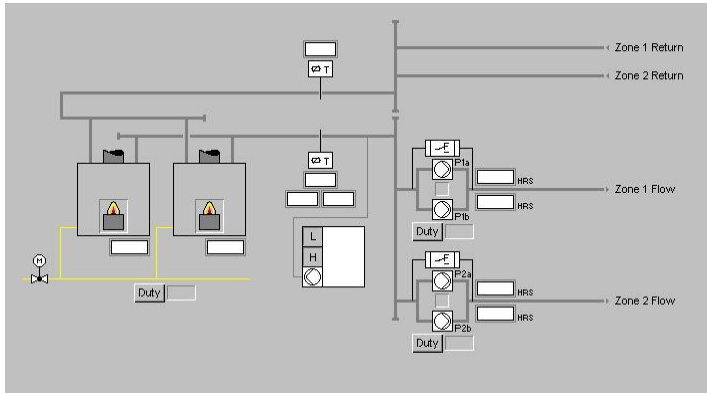 Zone 1 Return
Zone 2 Return
T
T
P1a
HRS
Zone 1 Flow
HRS
P1b
Duty
L
H
M
P2a
HRS
Duty
Zone 2 Flow
HRS
P2b
Duty